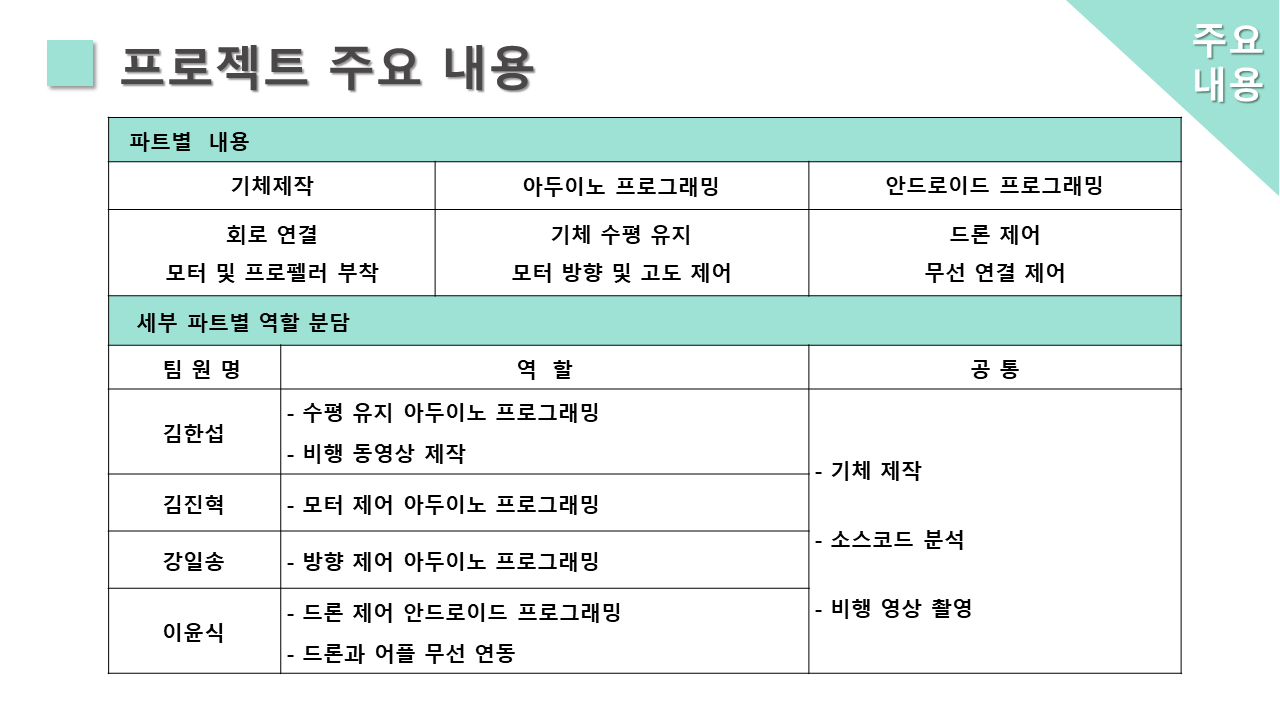 프로젝트 주요 내용
주요
내용
파트별 내용
기체제작
아두이노 프로그래밍
안드로이드 프로그래밍
회로 연결
모터 및 프로펠러 부착
기체 수평 유지
모터 방향 및 고도 제어
드론 제어
무선 연결 제어
세부 파트별 역할 분담
팀 원 명
역 할
공 통
김한섭
- 수평 유지 아두이노 프로그래밍
- 비행 동영상 제작
김진혁
- 모터 제어 아두이노 프로그래밍
강일송
- 방향 제어 아두이노 프로그래밍
이윤식
- 드론 제어 안드로이드 프로그래밍
- 드론과 어플 무선 연동
- 기체 제작
- 소스코드 분석
- 비행 영상 촬영